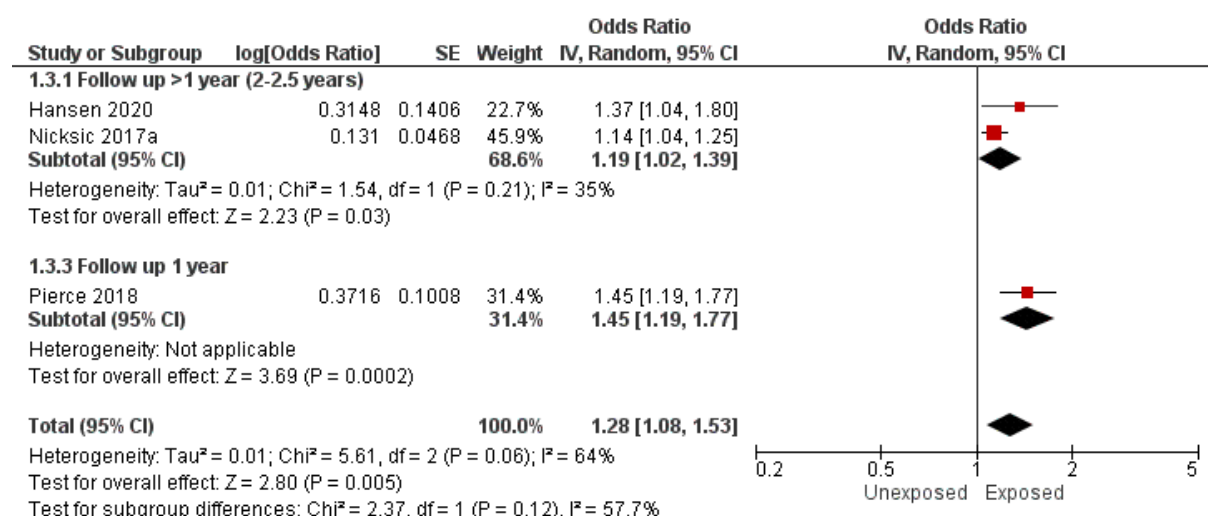 Odds Ratio Odds Ratio
Study or Subgroup log[Odds Ratio] SE Weight IV, Random, 95% CI IV, Random, 95% CI
1.3.1 Follow up >1 year (2-2.5 years)
Hansen 2020 0.3148 0.1406 22.7% 1.37 [1.04, 1.80]
Nicksic 2017a 0.131 0.0468 45.9% 1.14 [1.04, 1.25]
Subtotal (95% CI) 68.6% 1.19 [1.02, 1.39]
Heterogeneity: Tau² = 0.01; Chi² = 1.54, df = 1 (P = 0.21); I² = 35%
Test for overall effect: Z = 2.23 (P = 0.03)
1.3.3 Follow up 1 year
Pierce 2018 0.3716 0.1008 31.4% 1.45 [1.19, 1.77]
Subtotal (95% CI) 31.4% 1.45 [1.19, 1.77]
Heterogeneity: Not applicable
Test for overall effect: Z = 3.69 (P = 0.0002)
Total (95% CI) 100.0% 1.28 [1.08, 1.53]
Heterogeneity: Tau² = 0.01; Chi² = 5.61, df = 2 (P = 0.06); I² = 64%
Test for overall effect: Z = 2.80 (P = 0.005)
Test for subgroup differences: Chi² = 2.37, df = 1 (P = 0.12), I² = 57.7%
0.2 0.5 1 2 5
Unexposed Exposed